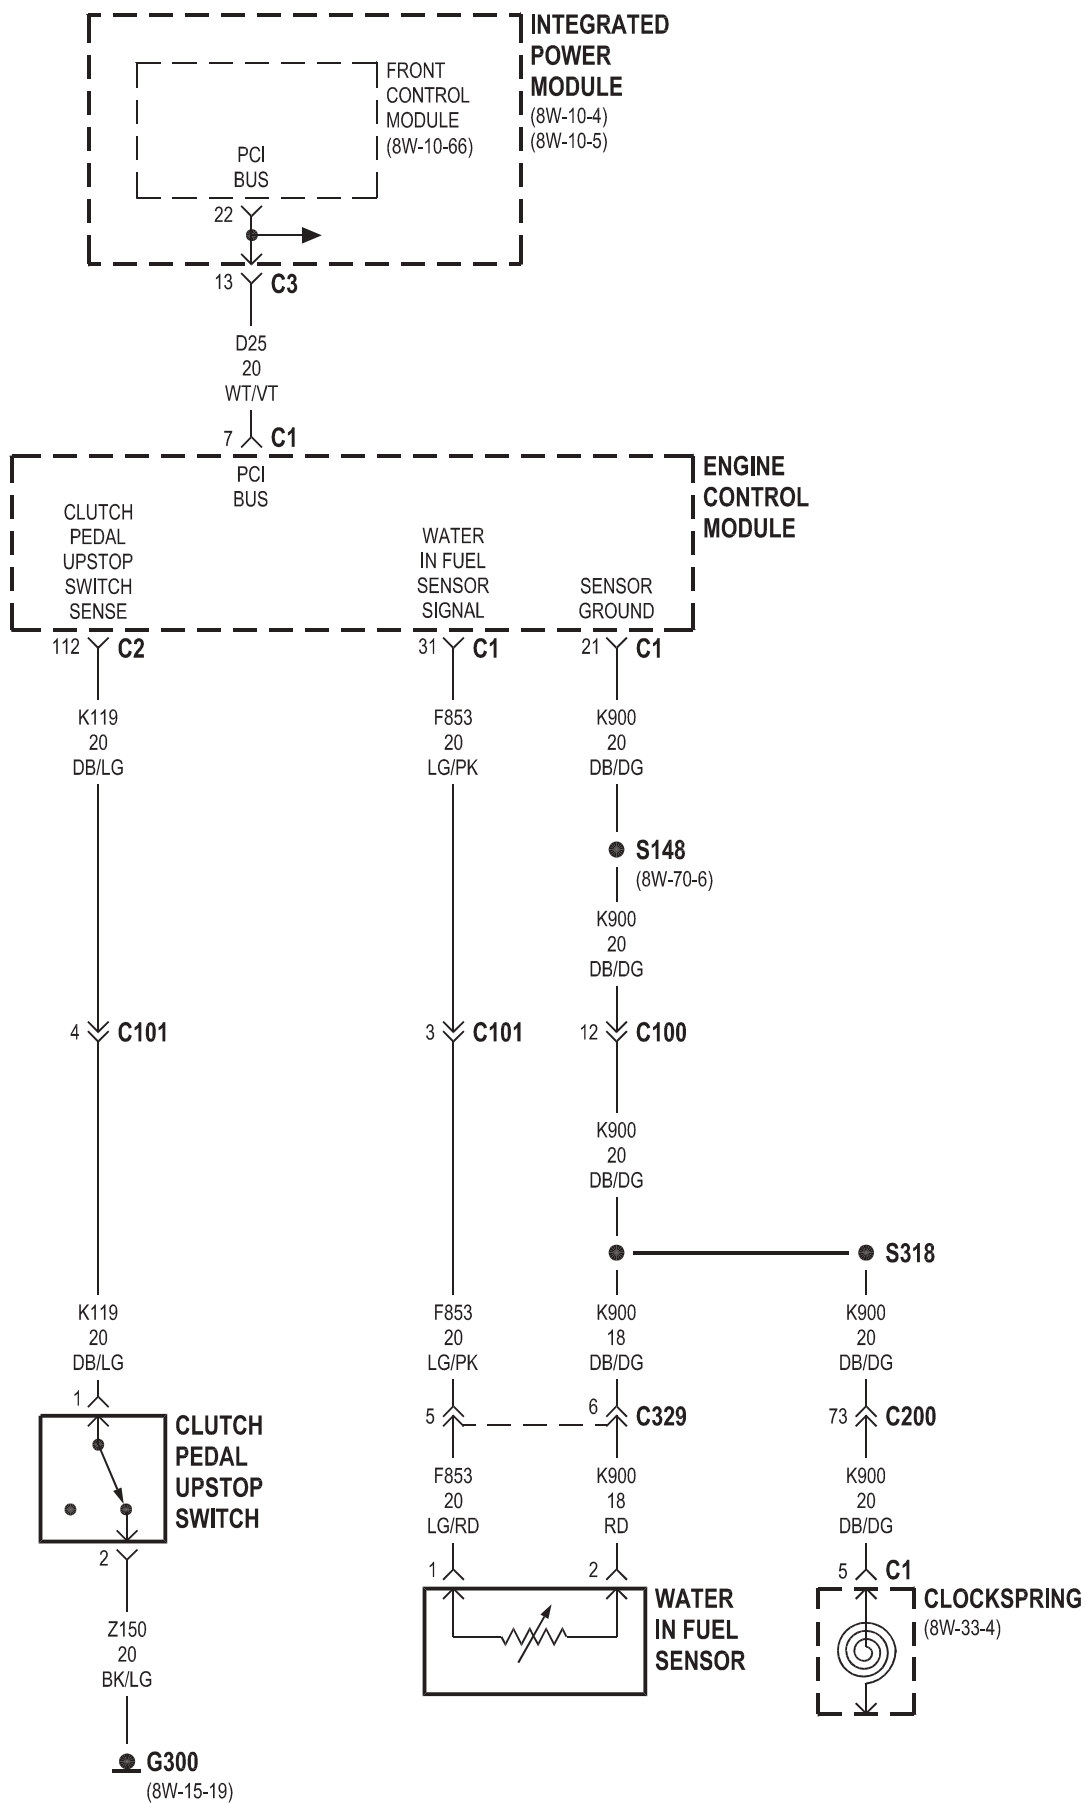 INTEGRATED
POWER
MODULE
(8W-10-4)
(8W-10-5)
FRONT
CONTROL
MODULE
(8W-10-66)
PCI
BUS
22
13 C3
D25
20
WT/VT
7 C1
PCI
BUS
ENGINE
CONTROL
MODULE
CLUTCH
PEDAL
UPSTOP
SWITCH
SENSE
WATER
IN FUEL
SENSOR
SIGNAL
SENSOR
GROUND
112 C2
31 C1
21 C1
K119
20
DB/LG
F853
20
LG/PK
K900
20
DB/DG
S148
(8W-70-6)
K900
20
DB/DG
4 C101
3 C101
12 C100
K900
20
DB/DG
S318
K119
20
DB/LG
F853
20
LG/PK
K900
18
DB/DG
K900
20
DB/DG
1
5
6 C329
73 C200
CLUTCH
PEDAL
UPSTOP
SWITCH
F853
20
LG/RD
K900
18
RD
K900
20
DB/DG
2
1
2
5 C1
WATER
IN FUEL
SENSOR
CLOCKSPRING
(8W-33-4)
Z150
20
BK/LG
G300
(8W-15-19)